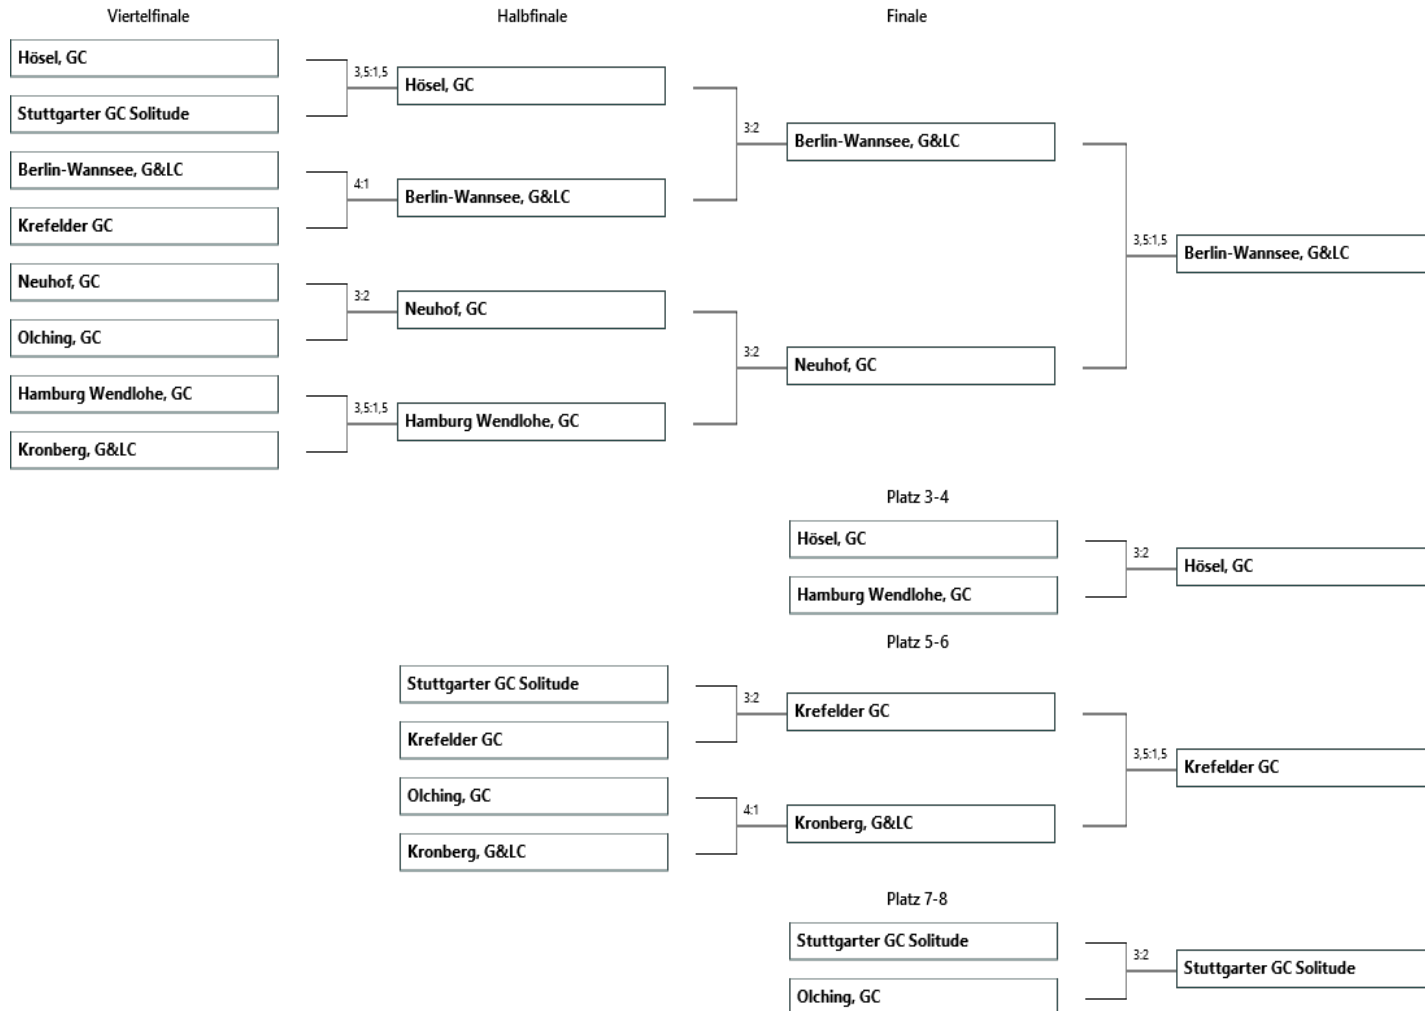 Viertelfinale
Halbfinale
Finale
Hösel, GC
Stuttgarter GC Solitude
Berlin-Wannsee, G&LC
Krefelder GC
Neuhof, GC
Olching, GC
Hamburg Wendlohe, GC
Kronberg, G&LC
3,5:1,5
4:1
3:2
3,5:1,5
Hösel, GC
Berlin-Wannsee, G&LC
Neuhof, GC
Hamburg Wendlohe, GC
3:2
3:2
Berlin-Wannsee, G&LC
Neuhof, GC
3,5:1,5
Berlin-Wannsee, G&LC
Platz 3-4
Hösel, GC
Hamburg Wendlohe, GC
3:2
Hösel, GC
Platz 5-6
Stuttgarter GC Solitude
Krefelder GC
Olching, GC
Kronberg, G&LC
3:2
4:1
Krefelder GC
Kronberg, G&LC
3,5:1,5
Krefelder GC
Platz 7-8
Stuttgarter GC Solitude
Olching, GC
3:2
Stuttgarter GC Solitude